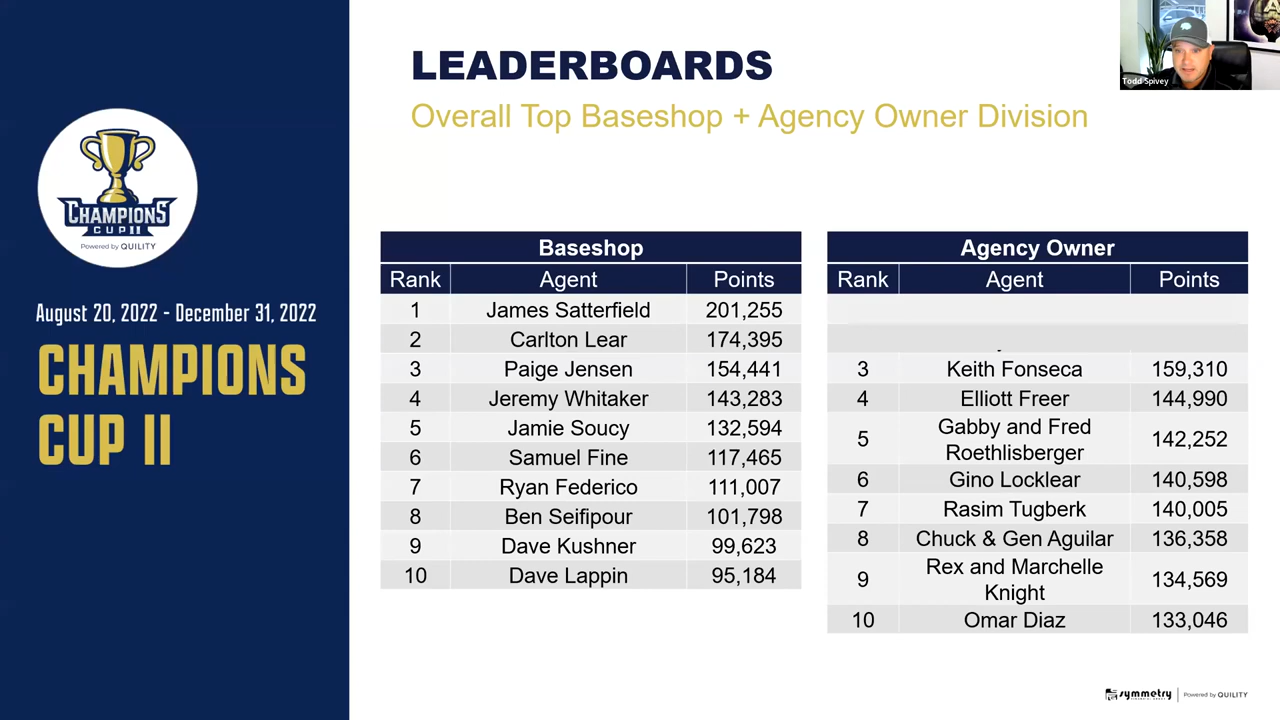 LEADERBOARDS
Overall Top Baseshop + Agency Owner Division
Todd Spivey
CHAMPIONS
CUP II
Powered by QUILITY
August 20, 2022 - December 31, 2022
CHAMPIONS
CUP II
Baseshop
Rank Agent Points
1 James Satterfield 201,255
2 Carlton Lear 174,395
3 Paige Jensen 154,441
4 Jeremy Whitaker 143,283
5 Jamie Soucy 132,594
6 Samuel Fine 117,465
7 Ryan Federico 111,007
8 Ben Seifipour 101,798
9 Dave Kushner 99,623
10 Dave Lappin 95,184
Agency Owner
Rank Agent Points
3 Keith Fonseca 159,310
4 Elliott Freer 144,990
5 Gabby and Fred
Roethlisberger 142,252
6 Gino Locklear 140,598
7 Rasim Tugberk 140,005
8 Chuck & Gen Aguilar 136,358
9 Rex and Marchelle
Knight 134,569
10 Omar Diaz 133,046
symmetry
FINANCIAL GROUP
Powered by QUILITY